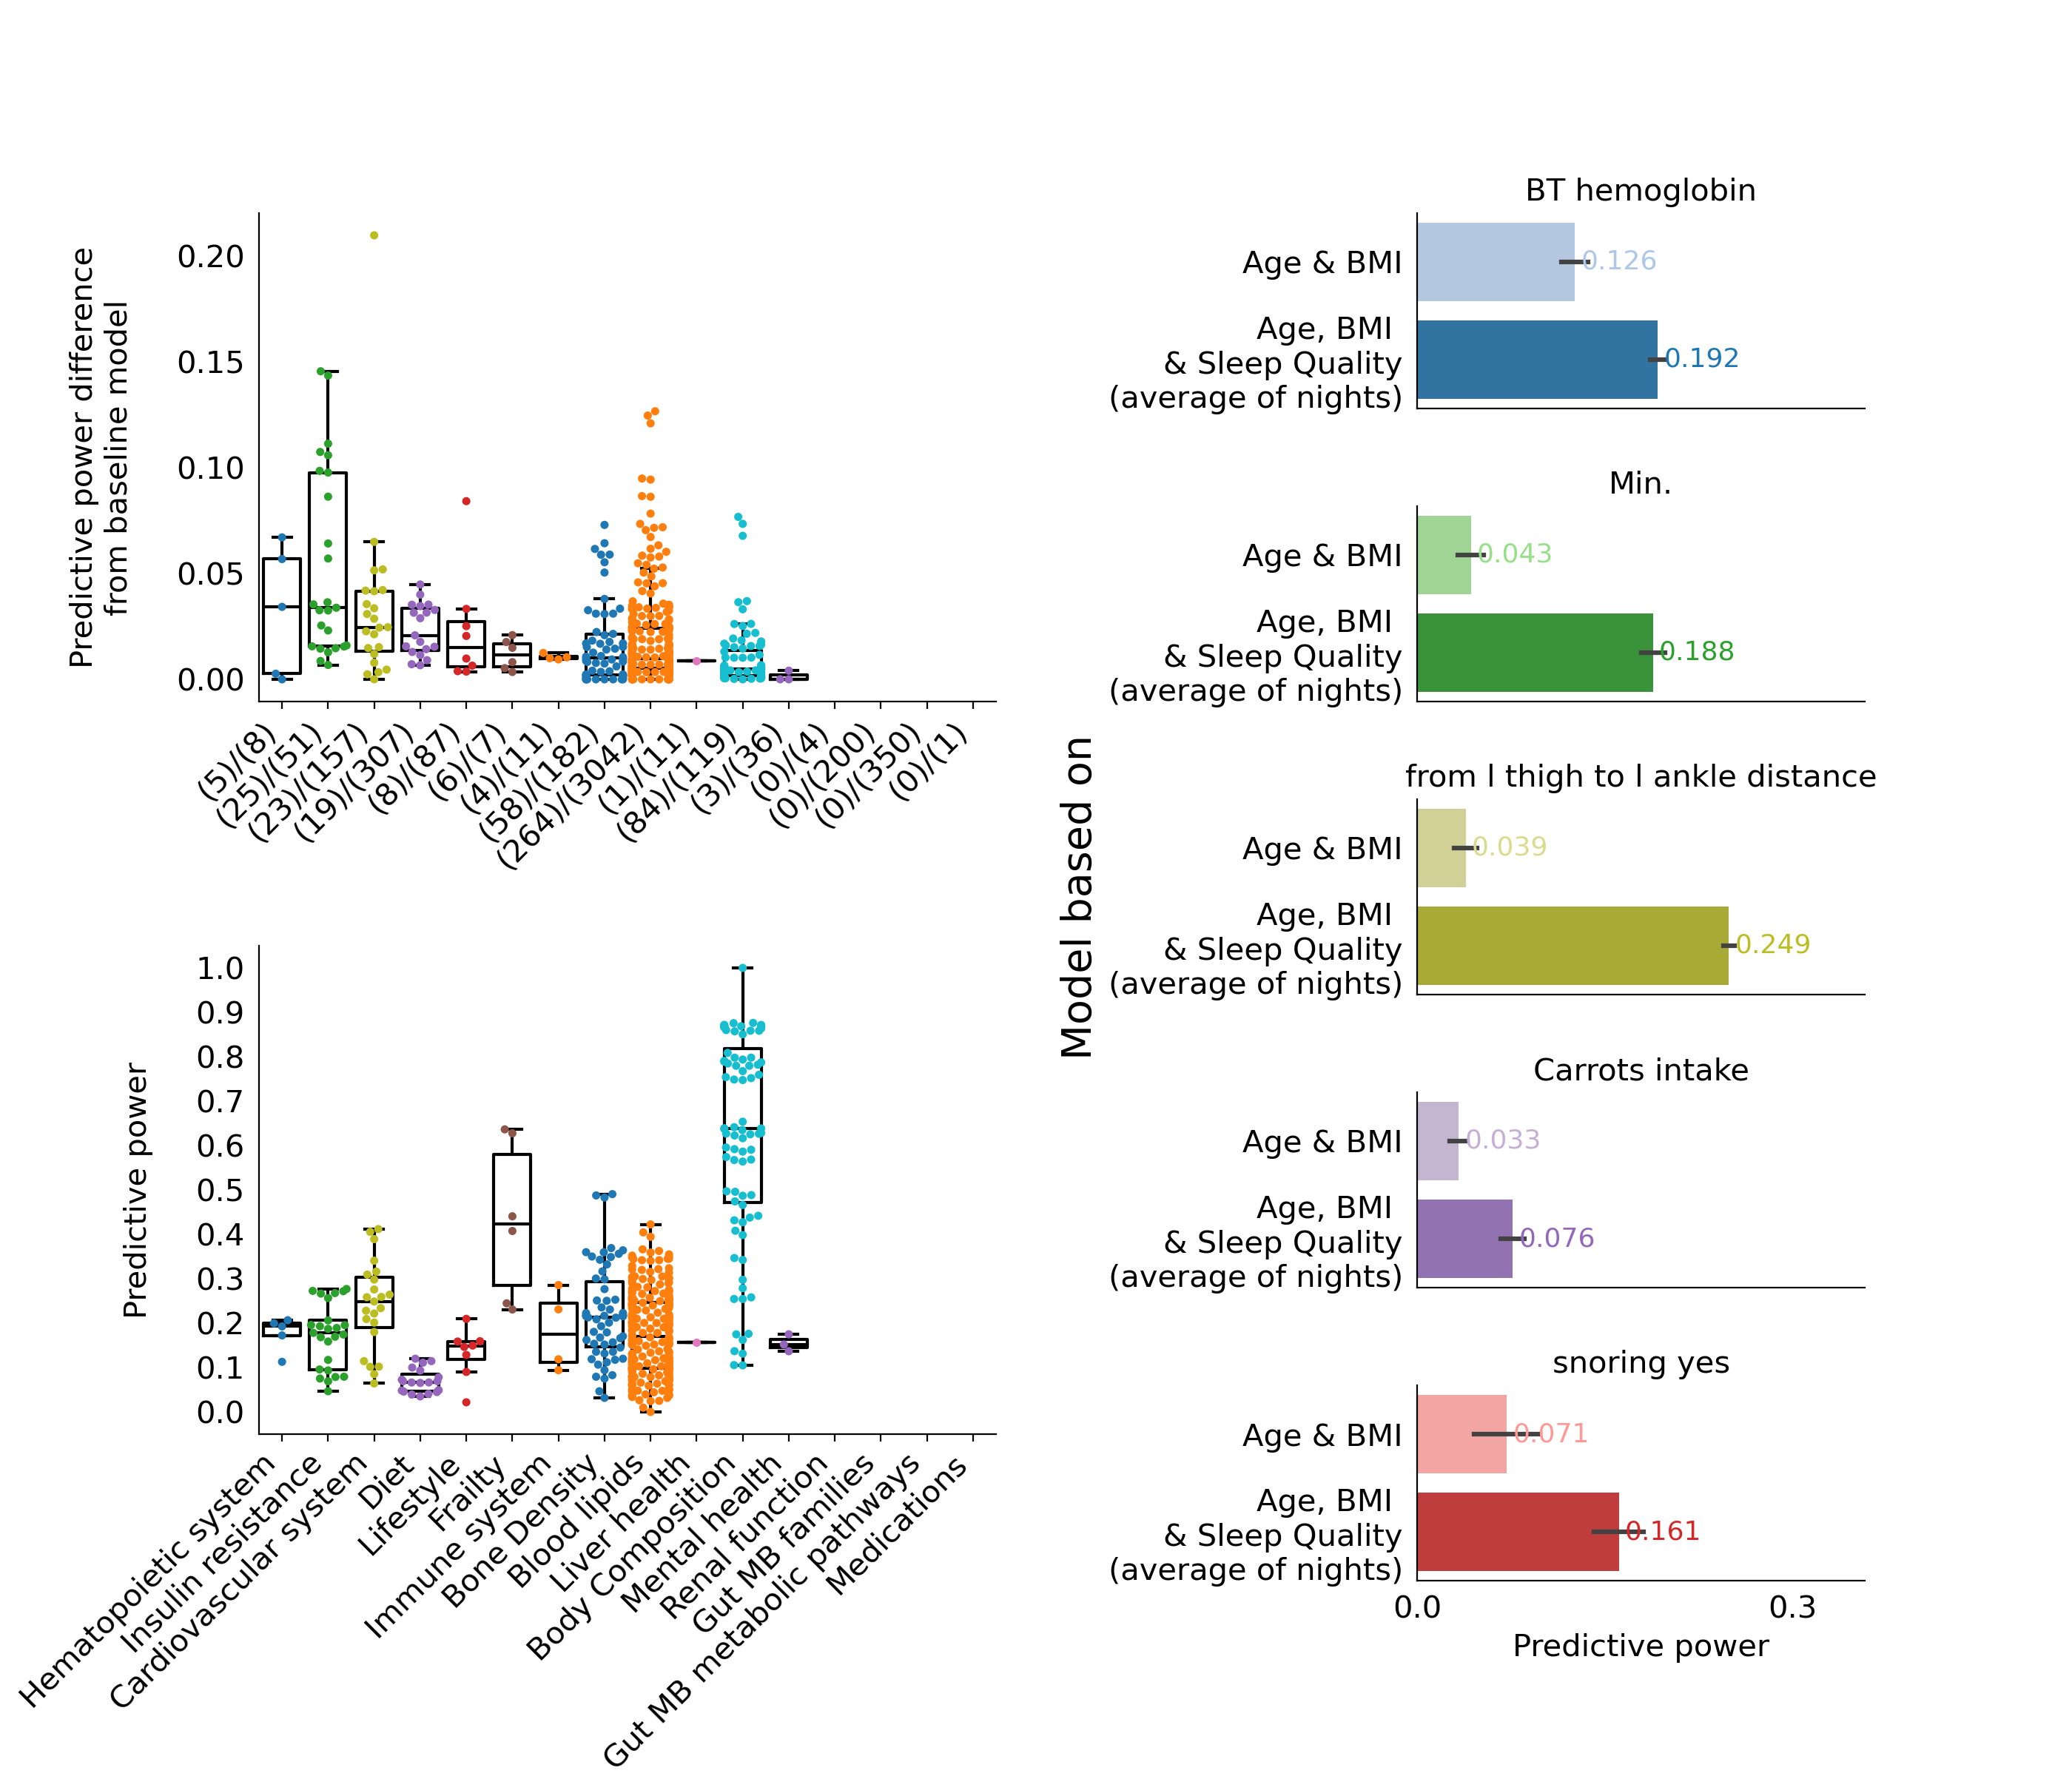 Predictive power difference
from baseline model
0.20
0.15
0.10
0.05
0.00
(5)/(8)
(25)/(51)
(23)/(157)
(19)/(307)
(8)/(87)
(6)/(7)
(4)/(11)
(58)/(182)
(264)/(3042)
(1)/(11)
(84)/(119)
(3)/(36)
(0)/(4)
(0)/(200)
(0)/(350)
(0)/(1)
Predictive power
1.0
0.9
0.8
0.7
0.6
0.5
0.4
0.3
0.2
0.1
0.0
Hematopoietic system
Insulin resistance
Cardiovascular system
Diet
Lifestyle
Frailty
Immune system
Bone Density
Blood lipids
Liver health
Body Composition
Mental health
Renal function
Gut MB families
Gut MB metabolic pathways
Medications
Model based on
BT hemoglobin
Age & BMI
0.126
Age, BMI
& Sleep Quality
(average of nights)
0.192
Min.
Age & BMI
0.043
Age, BMI
& Sleep Quality
(average of nights)
0.188
from l thigh to l ankle distance
Age & BMI
0.039
Age, BMI
& Sleep Quality
(average of nights)
0.249
Carrots intake
Age & BMI
0.033
Age, BMI
& Sleep Quality
(average of nights)
0.076
snoring yes
Age & BMI
0.071
Age, BMI
& Sleep Quality
(average of nights)
0.161
0.0
0.3
Predictive power